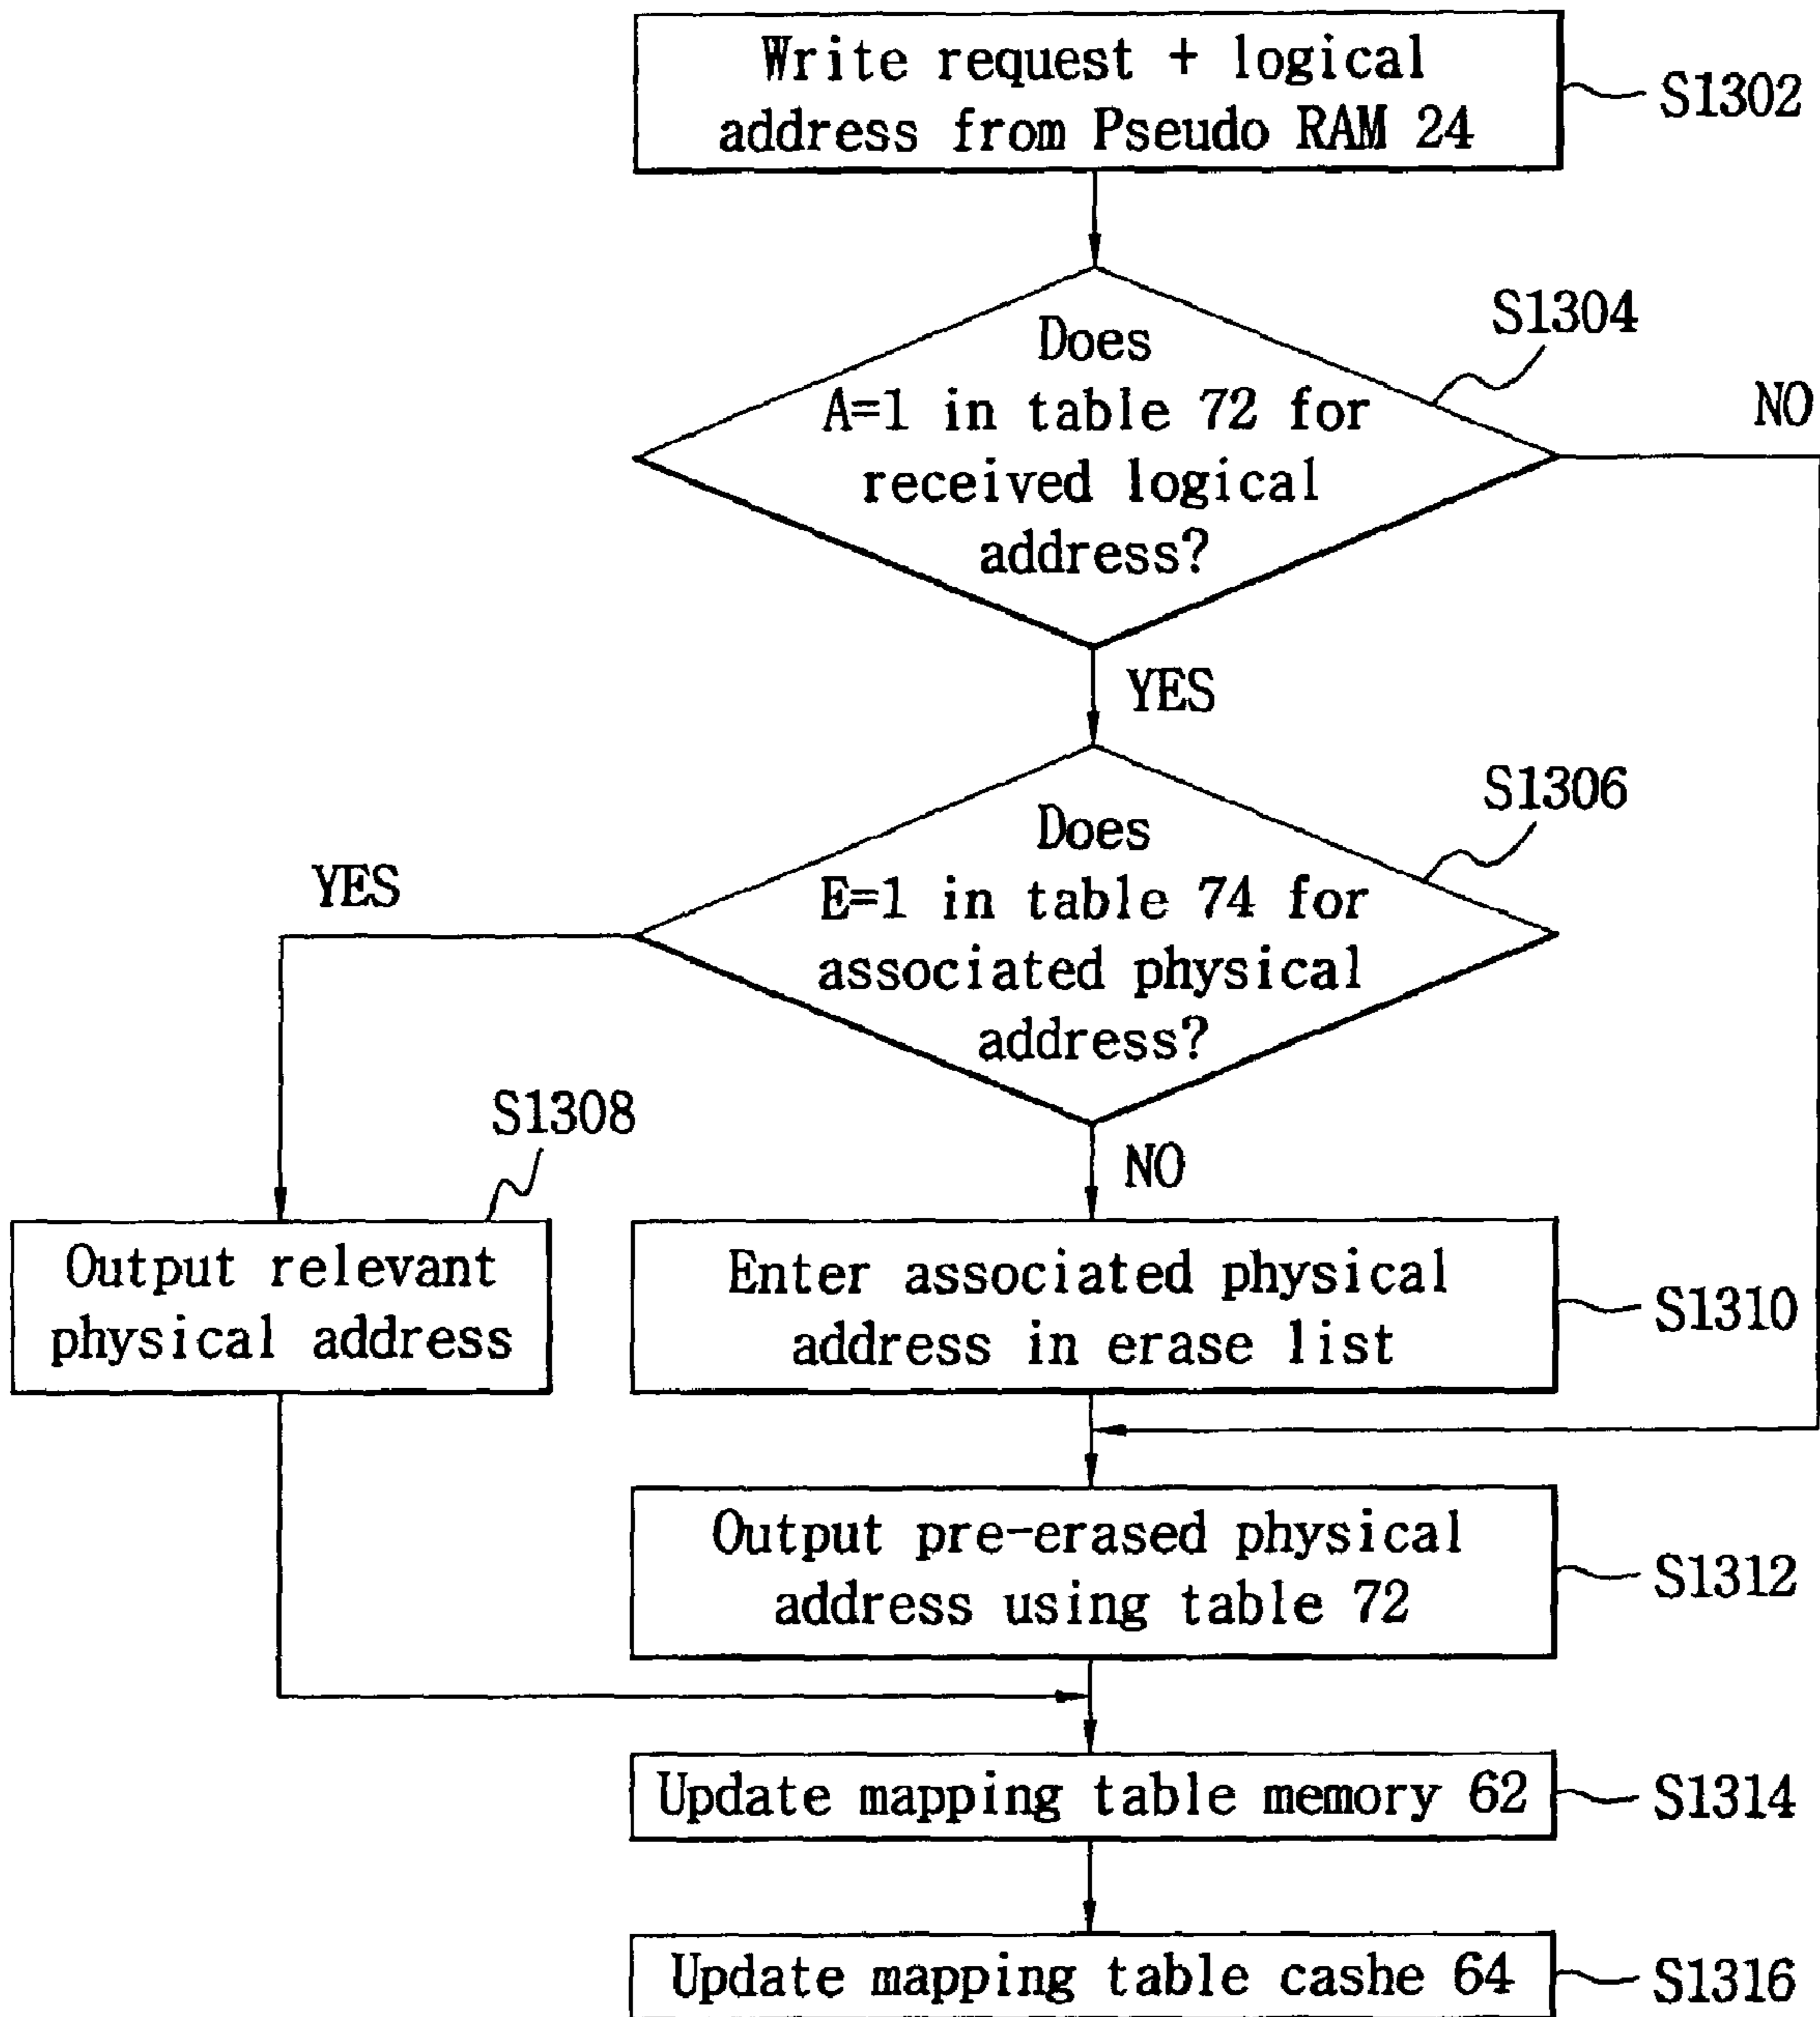 Write request + logical
address from Pseudo RAM 24
S1302
S1304
Does
A=1 in table 72 for
received logical
address?
NO
YES
S1306
Does
E=1 in table 74 for
associated physical
address?
YES
S1308
NO
Output relevant
physical address
Enter associated physical
address in erase list
S1310
Output pre-erased physical
address using table 72
S1312
Update mapping table memory 62
S1314
Update mapping table cashe 64
S1316